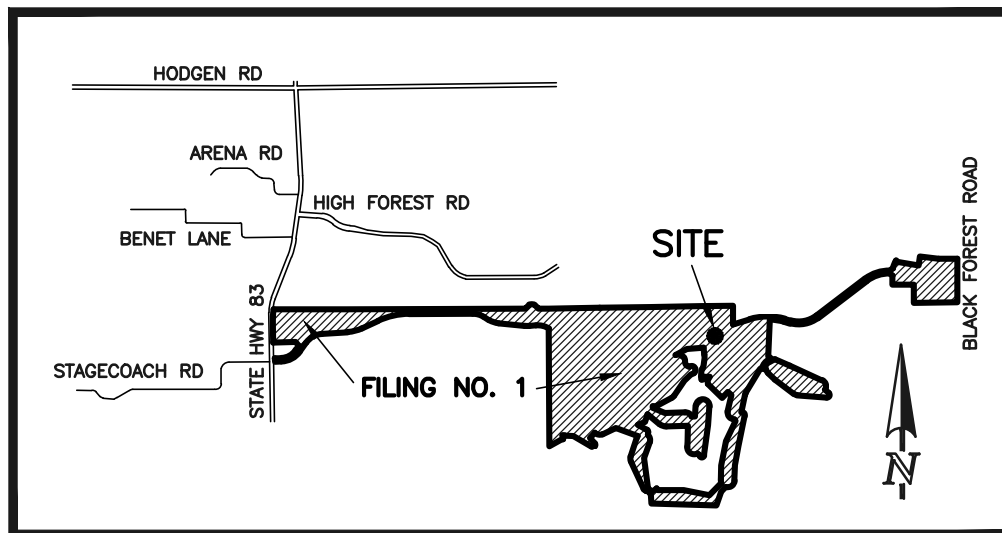 HODGEN RD
ARENA RD
HIGH FOREST RD
BENET LANE
SITE
BLACK FOREST ROAD
STATE HWY 83
STAGECOACH RD
FILING NO. 1
N